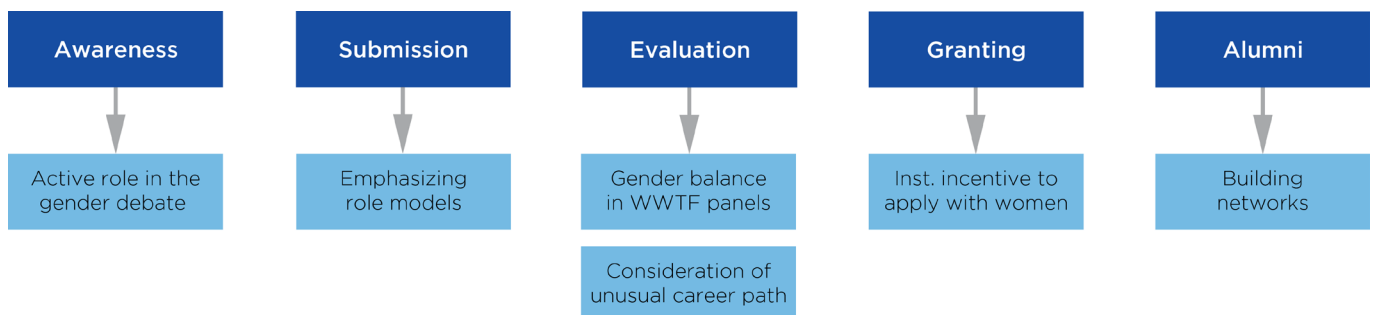 Awareness
Submission
Evaluation
Granting
Alumni
Active role in the
gender debate
Emphasizing
role models
Gender balance
in WWTF panels
Inst. incentive to
apply with women
Building
networks
Consideration of
unusual career path